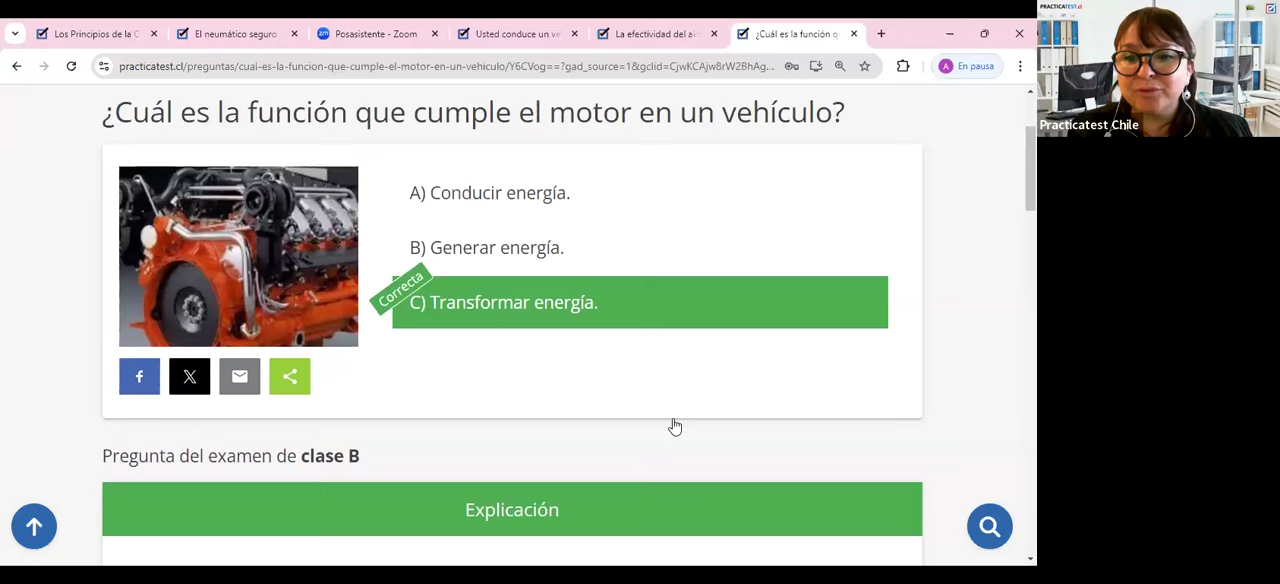 Los Principios de la C
El neumático seguro
Posasistente - Zoom
Usted conduce un ve
La efectividad del ai
¿Cuál es la función q
practicatest.cl/preguntas/cual-es-la-funcion-que-cumple-el-motor-en-un-vehiculo/Y6CVog==?gad_source=1&gclid=CjwKCAjw8rW2BhAg...
A
En pausa
PRACTICATEST.cl
Practicatest Chile
¿Cuál es la función que cumple el motor en un vehículo?
A) Conducir energía.
B) Generar energía.
Correcta
C) Transformar energía.
Pregunta del examen de clase B
Explicación